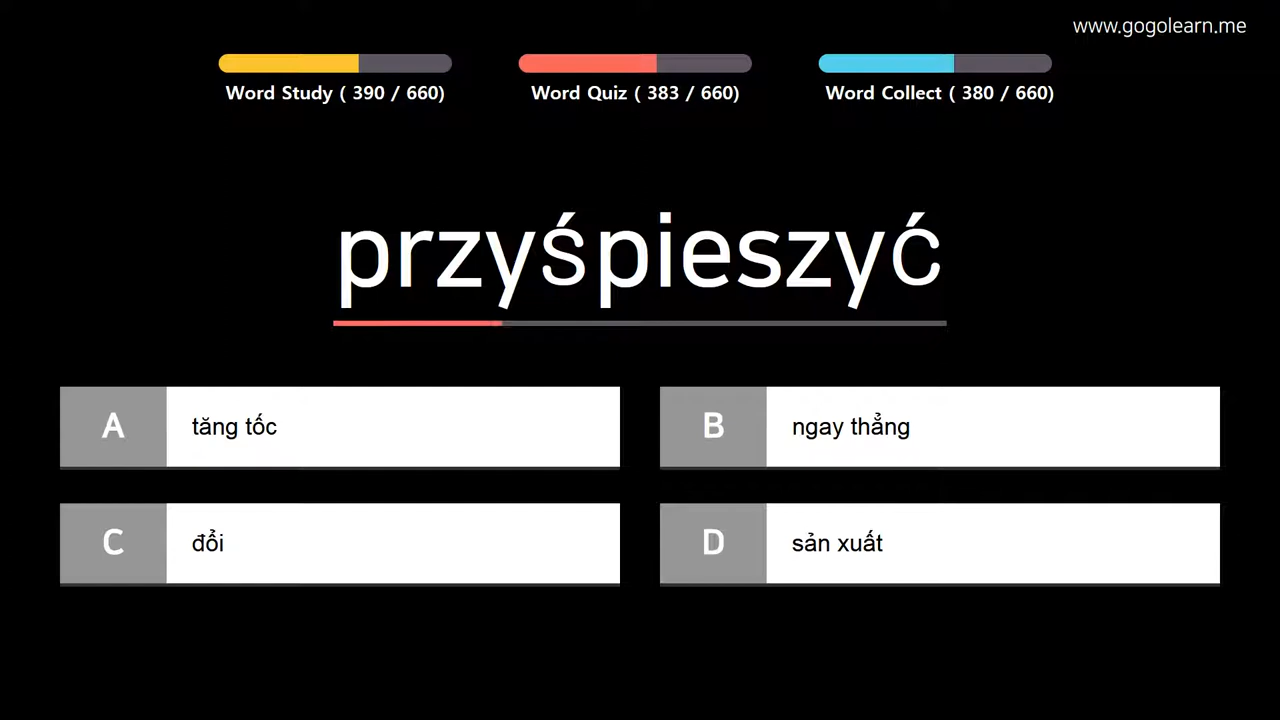 www.gogolearn.me
Word Study ( 390 / 660)
Word Quiz ( 383 / 660)
Word Collect ( 380 / 660)
przyśpieszyć
A tăng tốc
B ngay thẳng
C đổi
D sản xuất